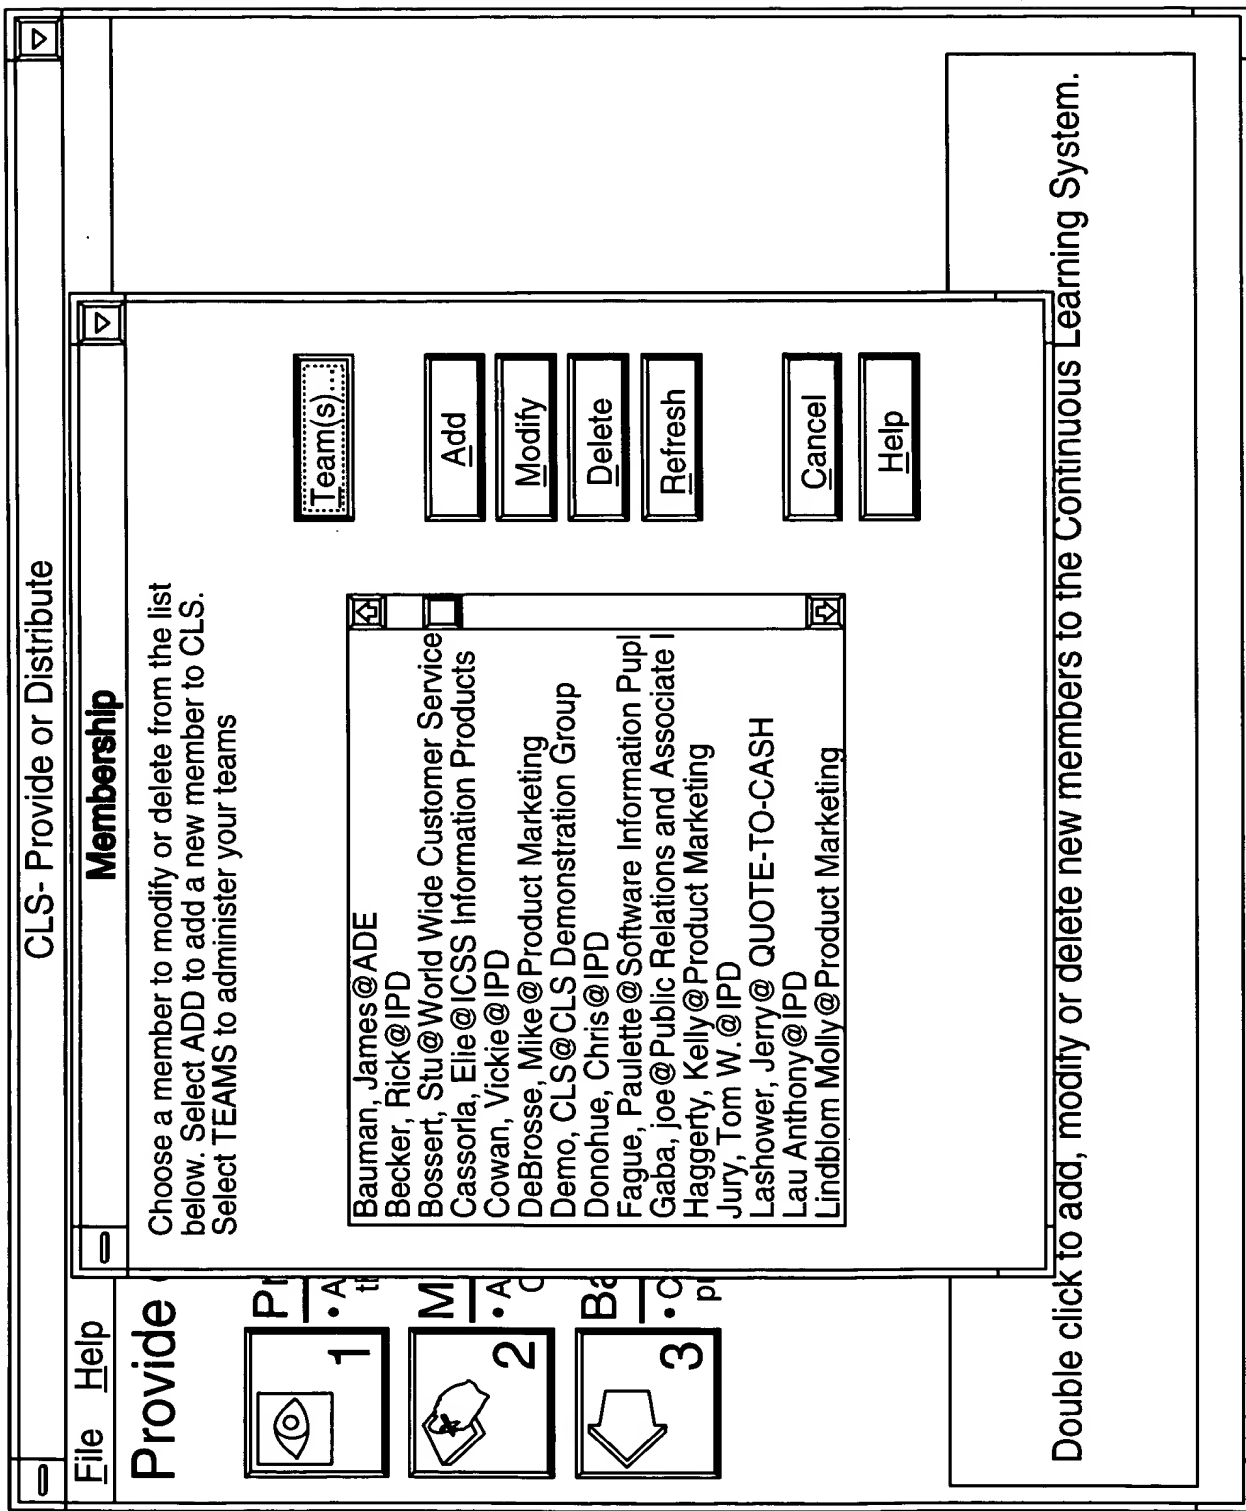 CLS- Provide or Distribute
File Help
Provide
Membership
Choose a member to modify or delete from the list
below. Select ADD to add a new member to CLS.
Select TEAMS to administer your teams
Team(s)...
Bauman, James@ADE
Becker, Rick@IPD
Bossert, Stu@World Wide Customer Service
Cassorla, Elie@ICSS Information Products
Cowan, Vickie@IPD
DeBrosse, Mike@Product Marketing
Demo, CLS@CLS Demonstration Group
Donohue, Chris@IPD
Fague, Paulette@Software Information Pupl
Gaba, joe@Public Relations and Associate I
Haggerty, Kelly@Product Marketing
Jury, Tom W.@IPD
Lashower, Jerry@ QUOTE-TO-CASH
Lau Anthony@IPD
Lindblom Molly@Product Marketing
Add
Modify
Delete
Refresh
Cancel
Help
1
Pr
• A
2
M
• A
3
Ba
• C
Double click to add, modify or delete new members to the Continuous Learning System.